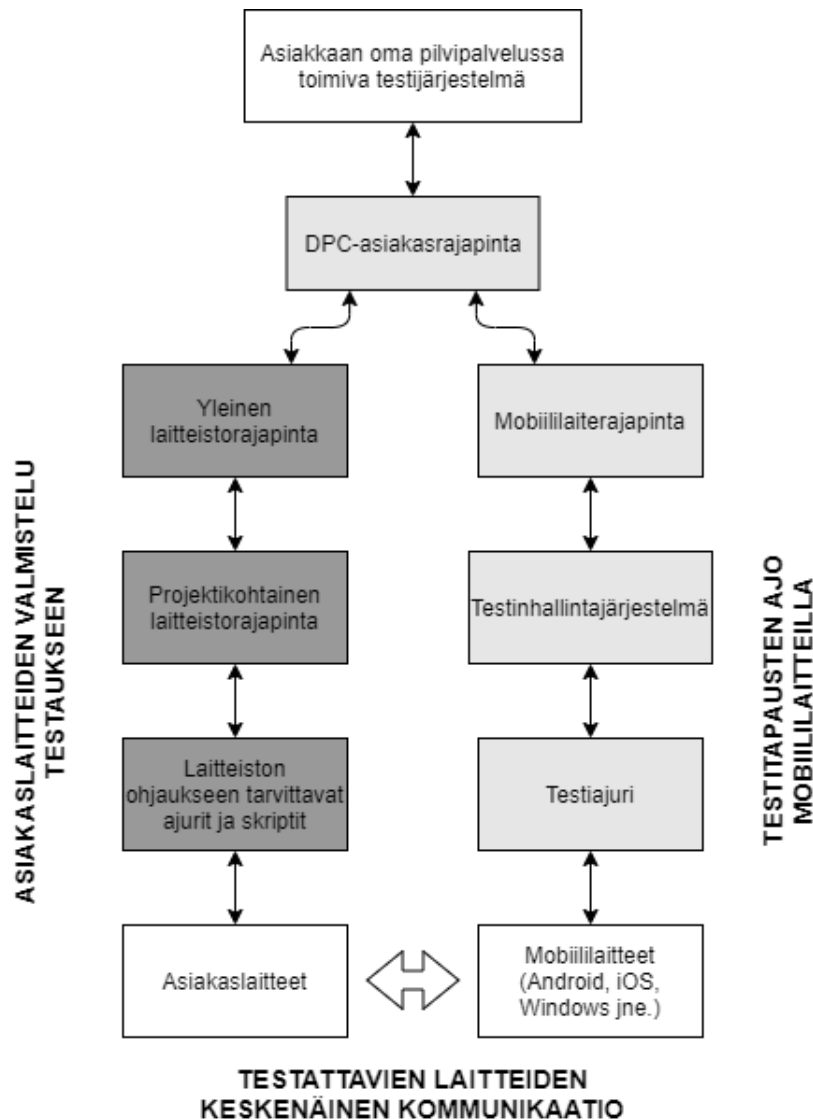 Asiakkaan oma pilvipalvelussa
toimiva testijärjestelmä
DPC-asiakasrajapinta
Yleinen
laitteistorajapinta
Mobiililaiterajapinta
ASIAKASLAITTEIDEN VALMISTELU
TESTAUKSEEN
Projektikohtainen
laitteistorajapinta
Testinhallintajärjestelmä
TESTITAPAUSTEN AJO
MOBIILILAITTEILLA
Laitteiston
ohjaukseen tarvittavat
ajurit ja skriptit
Testiajuri
Asiakaslaitteet
Mobiililaitteet
(Android, iOS,
Windows jne.)
TESTATTAVIEN LAITTEIDEN
KESKENÄINEN KOMMUNIKAATIO